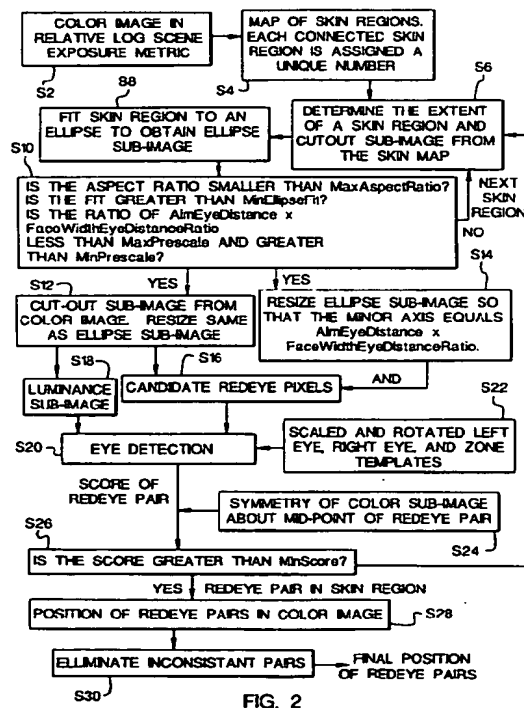 COLOR IMAGE IN
RELATIVE LOG SCENE
EXPOSURE METRIC
S2
MAP OF SKIN REGIONS.
EACH CONNECTED SKIN
REGION IS ASSIGNED A
UNIQUE NUMBER
S4
S6
DETERMINE THE EXTENT
OF A SKIN REGION AND
CUTOUT SUB-IMAGE FROM
THE SKIN MAP
S8
FIT SKIN REGION TO AN
ELLIPSE TO OBTAIN ELLIPSE
SUB-IMAGE
S10
IS THE ASPECT RATIO SMALLER THAN MaxAspectRatio?
IS THE FIT GREATER THAN MinEllipseFit?
IS THE RATIO OF AimEyeDistance x
FaceWidthEyeDistanceRatio
LESS THAN MaxPrescale AND GREATER
THAN MinPrescale?
NEXT
SKIN
REGION
NO
YES
YES
S12
CUT-OUT SUB-IMAGE FROM
COLOR IMAGE. RESIZE SAME
AS ELLIPSE SUB-IMAGE
S14
RESIZE ELLIPSE SUB-IMAGE SO
THAT THE MINOR AXIS EQUALS
AimEyeDistance x
FaceWidthEyeDistanceRatio.
S18
LUMINANCE
SUB-IMAGE
S16
CANDIDATE REDEYE PIXELS
AND
S20
EYE DETECTION
S22
SCALED AND ROTATED LEFT
EYE, RIGHT EYE, AND ZONE
TEMPLATES
SCORE OF
REDEYE PAIR
SYMMETRY OF COLOR SUB-IMAGE
ABOUT MID-POINT OF REDEYE PAIR
S24
S26
IS THE SCORE GREATER THAN MinScore?
YES
REDEYE PAIR IN SKIN REGION
POSITION OF REDEYE PAIRS IN COLOR IMAGE
S28
ELLIMINATE INCONSISTANT PAIRS
S30
FINAL POSITION
OF REDEYE PAIRS
FIG. 2